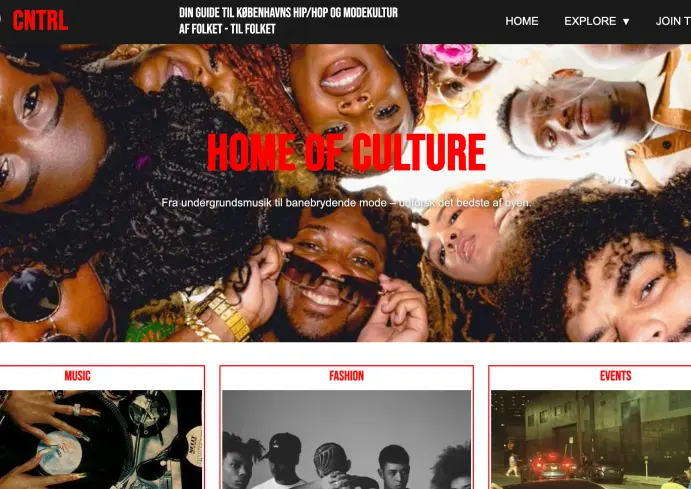 CNTRL
DIN GUIDE TIL KØBENHAVNS HIP/HOP OG MODEKULTUR
AF FOLKET - TIL FOLKET
HOME
EXPLORE ▼
JOIN T
HOME OF CULTURE
Fra undergrundsmusik til banebrydende mode – udforsk det bedste af byen.
MUSIC
FASHION
EVENTS